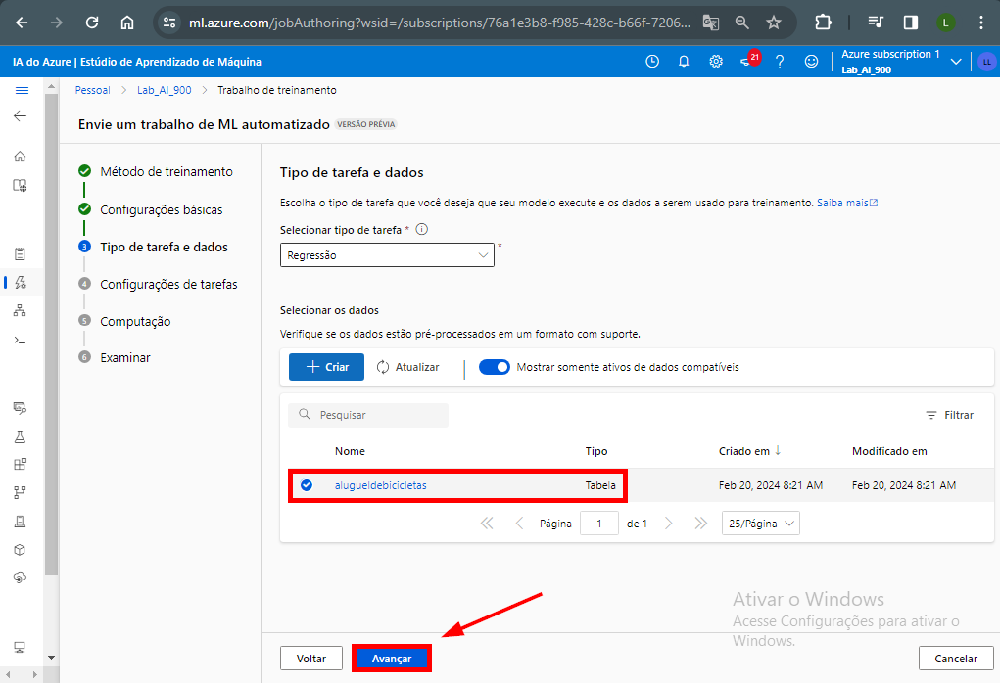 ml.azure.com/jobAuthoring?wsid=/subscriptions/76a1e3b8-f985-428c-b66f-7206...
L
IA do Azure | Estúdio de Aprendizado de Máquina
21
Azure subscription 1
Lab_AI_900
LL
Pessoal > Lab_AI_900 > Trabalho de treinamento
Envie um trabalho de ML automatizado VERSÃO PRÉVIA
Método de treinamento
Configurações básicas
3 Tipo de tarefa e dados
4 Configurações de tarefas
5 Computação
6 Examinar
Tipo de tarefa e dados
Escolha o tipo de tarefa que você deseja que seu modelo execute e os dados a serem usado para treinamento. Saiba mais
Selecionar tipo de tarefa *
Regressão *
Selecionar os dados
Verifique se os dados estão pré-processados em um formato com suporte.
+ Criar Atualizar | Mostrar somente ativos de dados compatíveis
Pesquisar Filtrar
Nome Tipo Criado em ↓ Modificado em
alugueldebicicletas Tabela Feb 20, 2024 8:21 AM Feb 20, 2024 8:21 AM
Página 1 de 1 25/Página
Ativar o Windows
Acesse Configurações para ativar o
Windows.
Voltar Avançar Cancelar